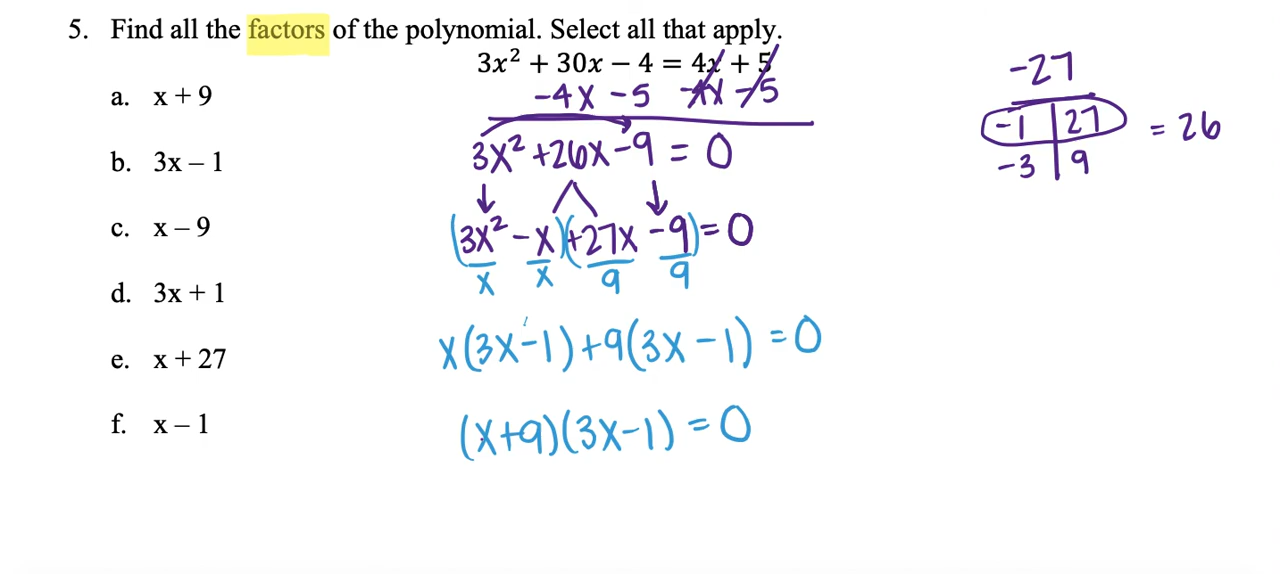 5. Find all the factors of the polynomial. Select all that apply.
3x² + 30x − 4 = 4x + 5
-4x -5 -4x -5
3x² +26x -9 = 0
(3x² - x)(+27x -9) = 0
x x 9 9
x(3x-1)+9(3x-1) = 0
(x+9)(3x-1) = 0
a. x + 9
b. 3x – 1
c. x – 9
d. 3x + 1
e. x + 27
f. x – 1
-27
-1 | 27 = 26
-3 | 9